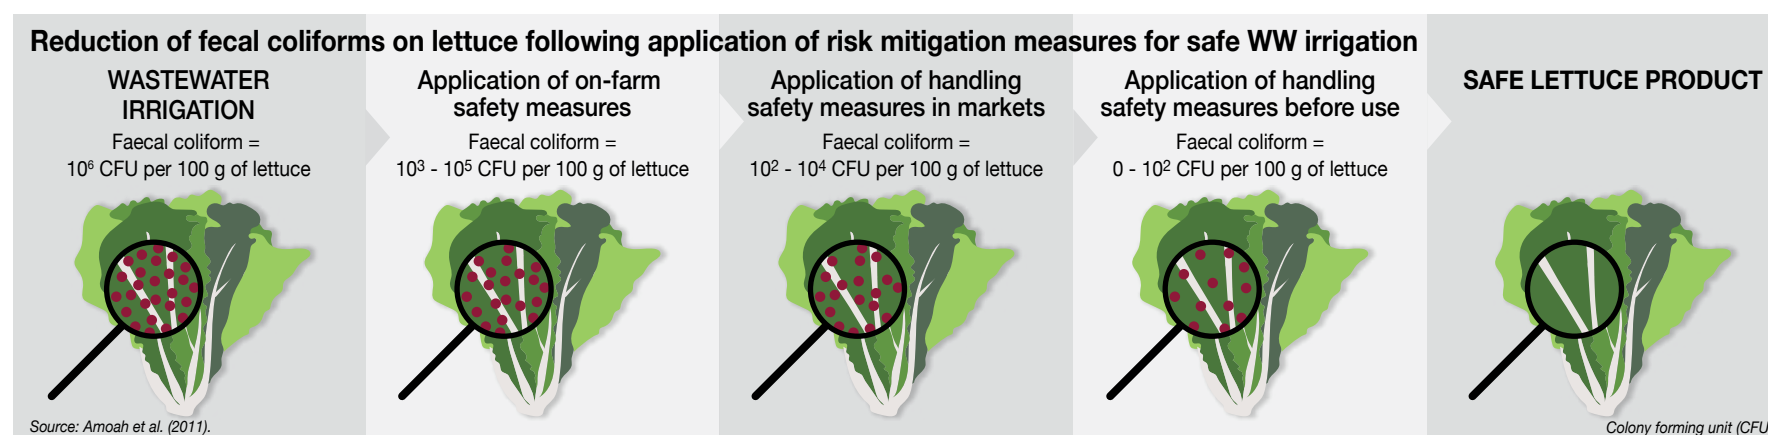 Reduction of fecal coliforms on lettuce following application of risk mitigation measures for safe WW irrigation
WASTEWATER
IRRIGATION
Faecal coliform =
10⁶ CFU per 100 g of lettuce
Application of on-farm
safety measures
Faecal coliform =
10³ - 10⁵ CFU per 100 g of lettuce
Application of handling
safety measures in markets
Faecal coliform =
10² - 10⁴ CFU per 100 g of lettuce
Application of handling
safety measures before use
Faecal coliform =
0 - 10² CFU per 100 g of lettuce
SAFE LETTUCE PRODUCT
Source: Amoah et al. (2011).
Colony forming unit (CFU